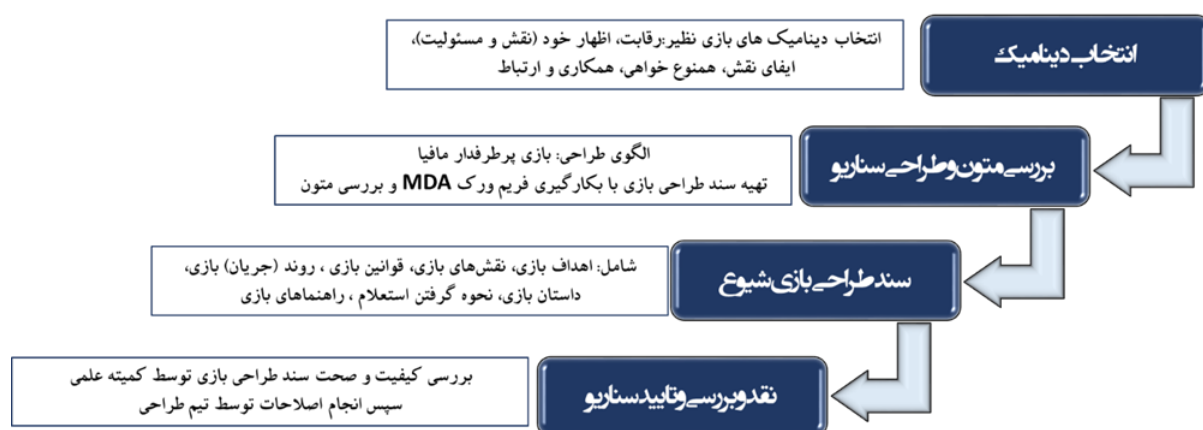 انتخاب دینامیک
انتخاب دینامیک های بازی نظیر:رقابت، اظهار خود (نقش و مسئولیت)،
ایفای نقش، همنوع خواهی، همکاری و ارتباط
بررسی متون و طراحی سناریو
الگوی طراحی: بازی پرطرفدار مافیا
تهیه سند طراحی بازی با بکارگیری فریم ورک MDA و بررسی متون
سند طراحی بازی شیوع
شامل: اهداف بازی، نقش‌های بازی، قوانین بازی ، روند (جریان) بازی،
داستان بازی، نحوه گرفتن استعلام ، راهنماهای بازی
نقد و بررسی و تایید سناریو
بررسی کیفیت و صحت سند طراحی بازی توسط کمیته علمی
سپس انجام اصلاحات توسط تیم طراحی